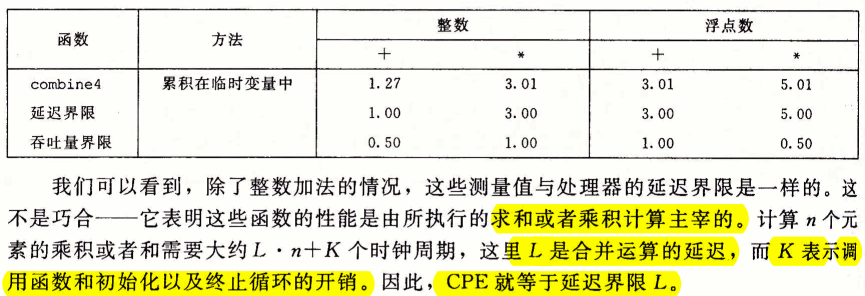 函数 方法 整数 浮点数
+ * + *
combine4 累积在临时变量中 1.27 3.01 3.01 5.01
延迟界限 1.00 3.00 3.00 5.00
吞吐量界限 0.50 1.00 1.00 0.50
我们可以看到，除了整数加法的情况，这些测量值与处理器的延迟界限是一样的。这
不是巧合——它表明这些函数的性能是由所执行的求和或者乘积计算主宰的。计算 n 个元
素的乘积或者和需要大约 L · n+K 个时钟周期，这里 L 是合并运算的延迟，而 K 表示调
用函数和初始化以及终止循环的开销。因此，CPE 就等于延迟界限 L。